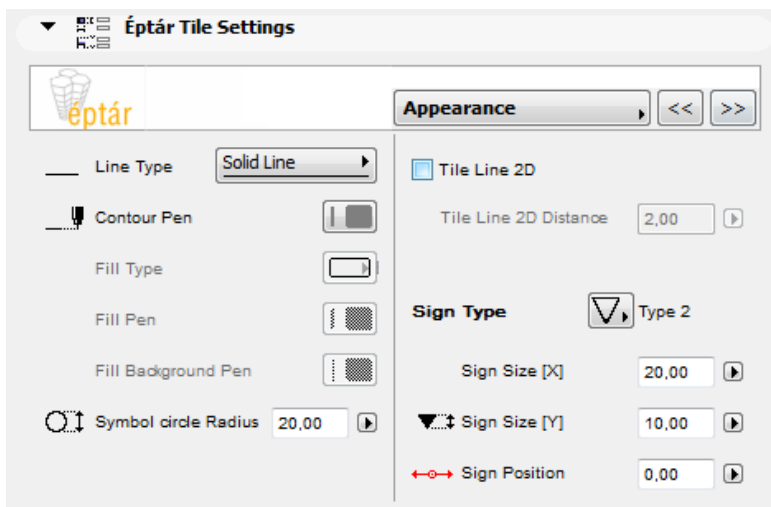 Éptár Tile Settings
éptár
Appearance
<<
>>
Line Type
Solid Line
Contour Pen
Fill Type
Fill Pen
Fill Background Pen
Symbol circle Radius
20,00
Tile Line 2D
Tile Line 2D Distance
2,00
Sign Type
Type 2
Sign Size [X]
20,00
Sign Size [Y]
10,00
Sign Position
0,00